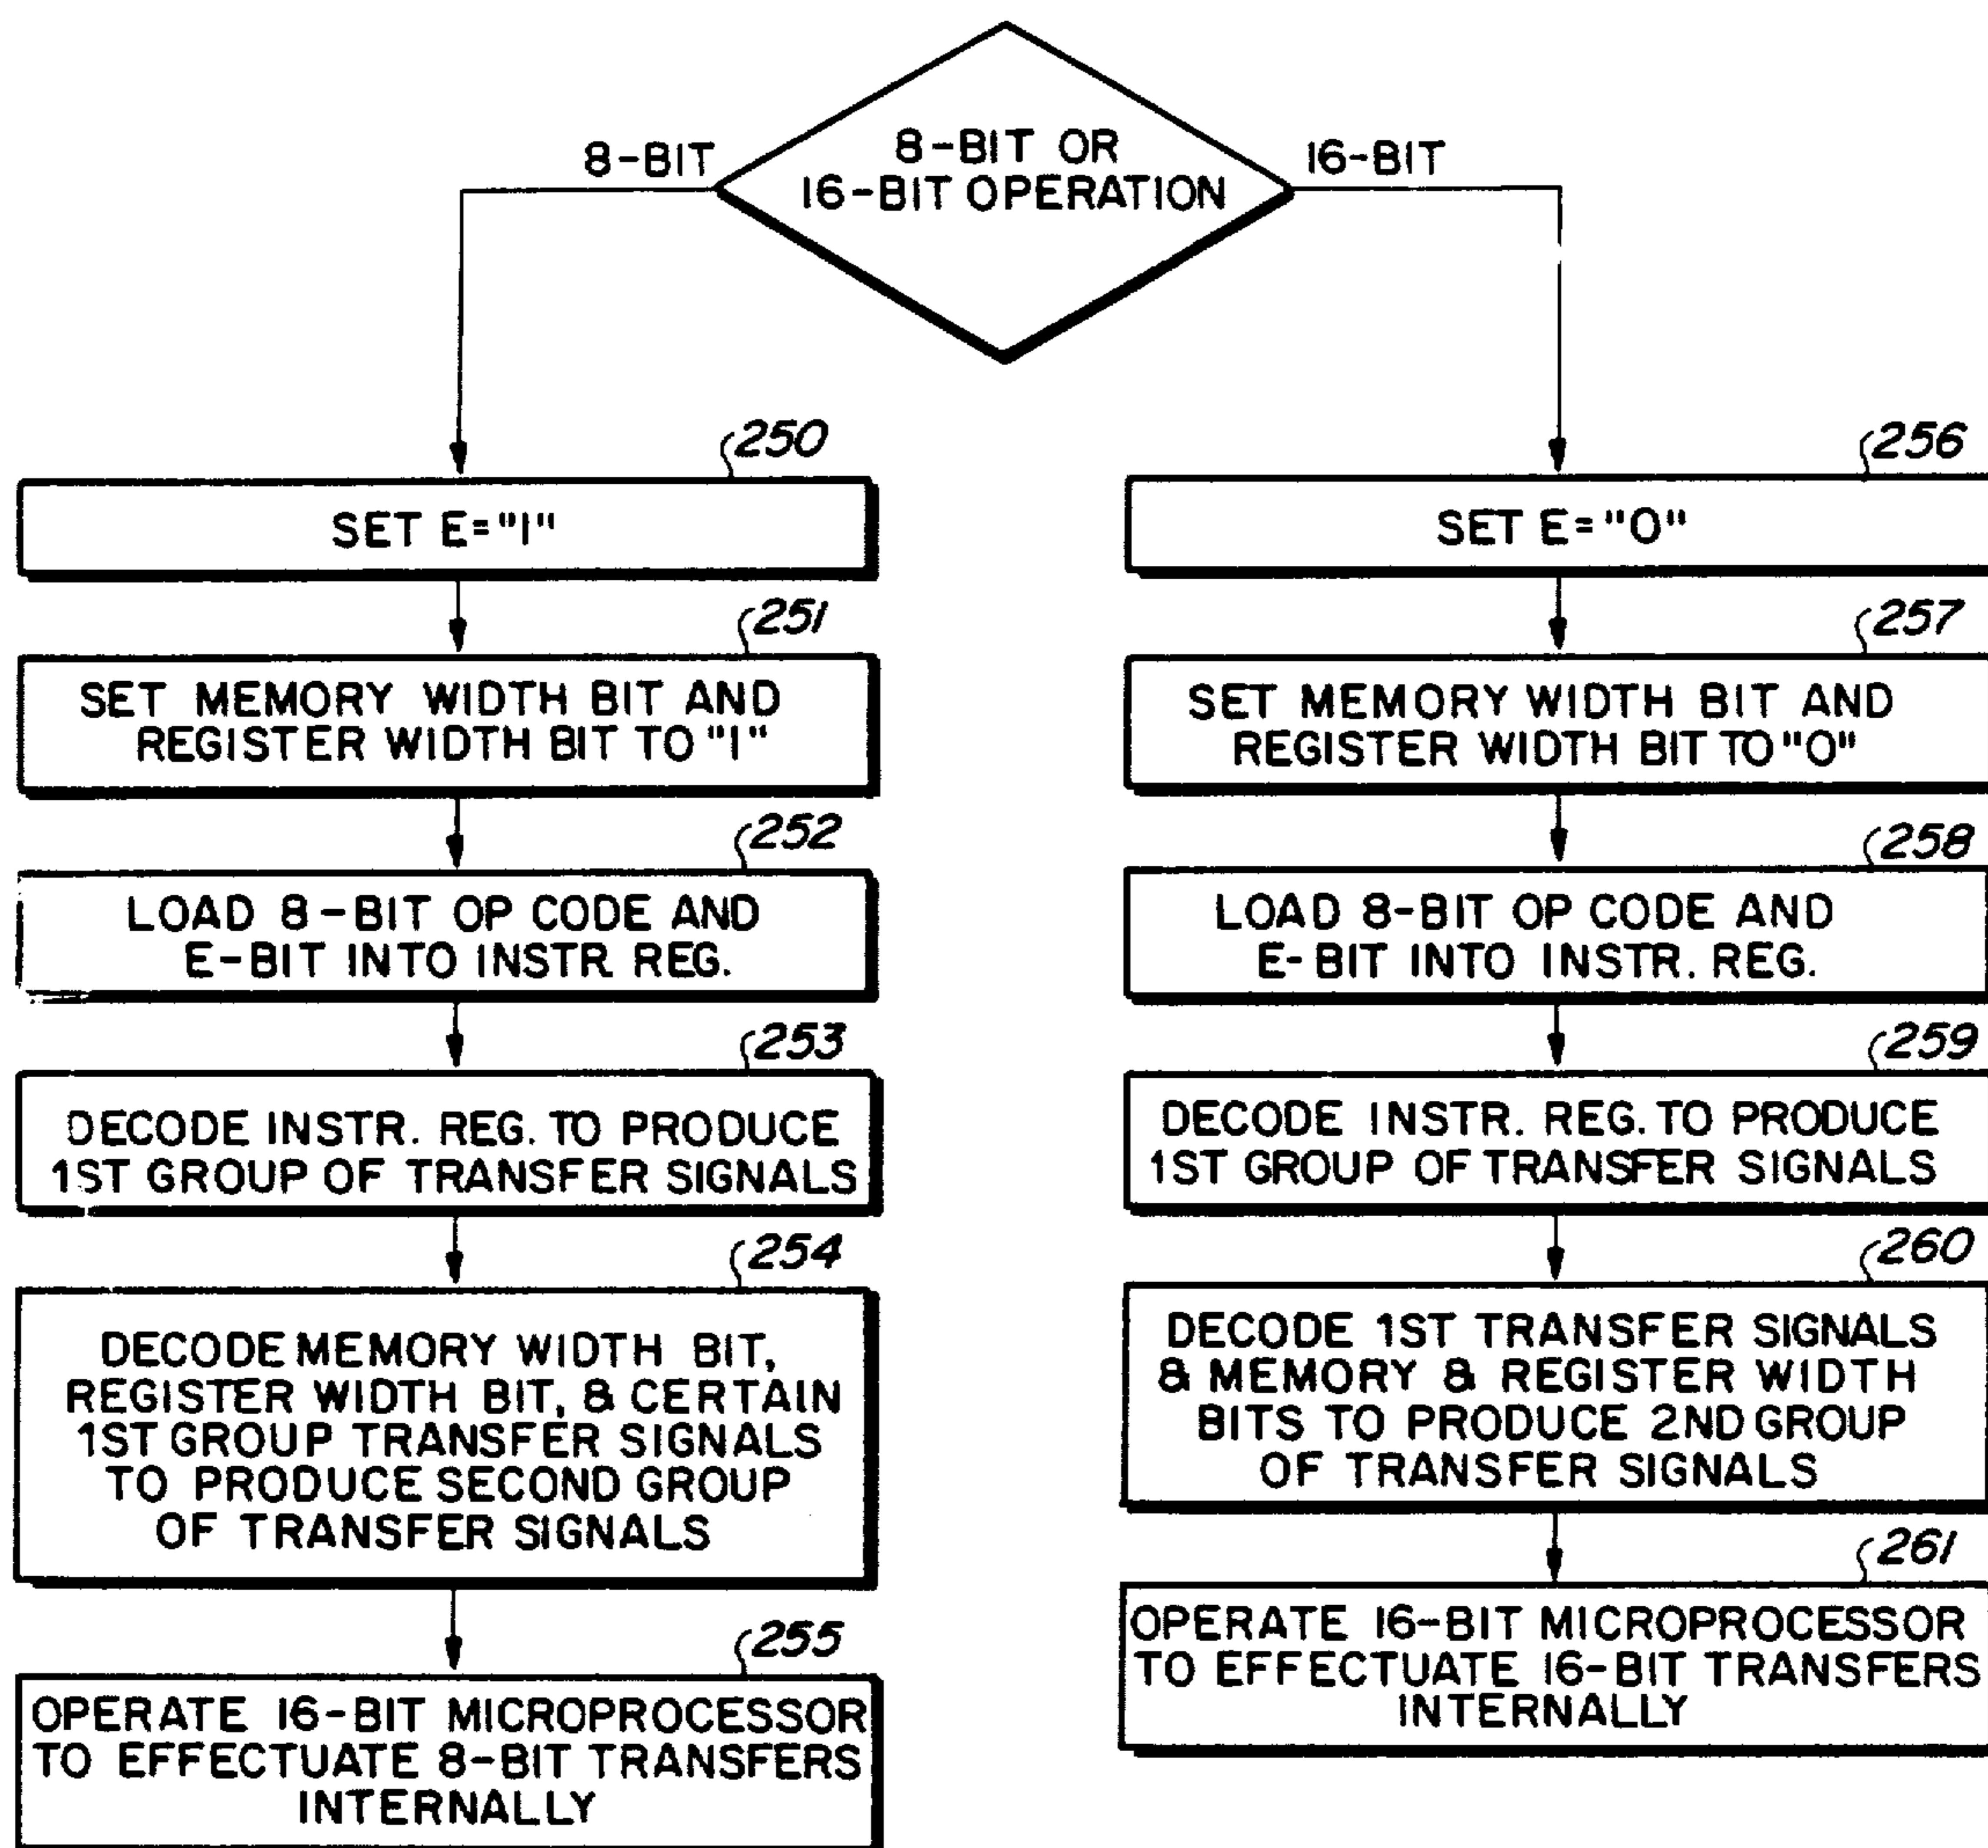 8-BIT OR
16-BIT OPERATION
8-BIT
16-BIT
250
SET E="1"
251
SET MEMORY WIDTH BIT AND
REGISTER WIDTH BIT TO "1"
252
LOAD 8-BIT OP CODE AND
E-BIT INTO INSTR. REG.
253
DECODE INSTR. REG. TO PRODUCE
1ST GROUP OF TRANSFER SIGNALS
254
DECODE MEMORY WIDTH BIT,
REGISTER WIDTH BIT, & CERTAIN
1ST GROUP TRANSFER SIGNALS
TO PRODUCE SECOND GROUP
OF TRANSFER SIGNALS
255
OPERATE 16-BIT MICROPROCESSOR
TO EFFECTUATE 8-BIT TRANSFERS
INTERNALLY
256
SET E="0"
257
SET MEMORY WIDTH BIT AND
REGISTER WIDTH BIT TO "0"
258
LOAD 8-BIT OP CODE AND
E-BIT INTO INSTR. REG.
259
DECODE INSTR. REG. TO PRODUCE
1ST GROUP OF TRANSFER SIGNALS
260
DECODE 1ST TRANSFER SIGNALS
& MEMORY & REGISTER WIDTH
BITS TO PRODUCE 2ND GROUP
OF TRANSFER SIGNALS
261
OPERATE 16-BIT MICROPROCESSOR
TO EFFECTUATE 16-BIT TRANSFERS
INTERNALLY